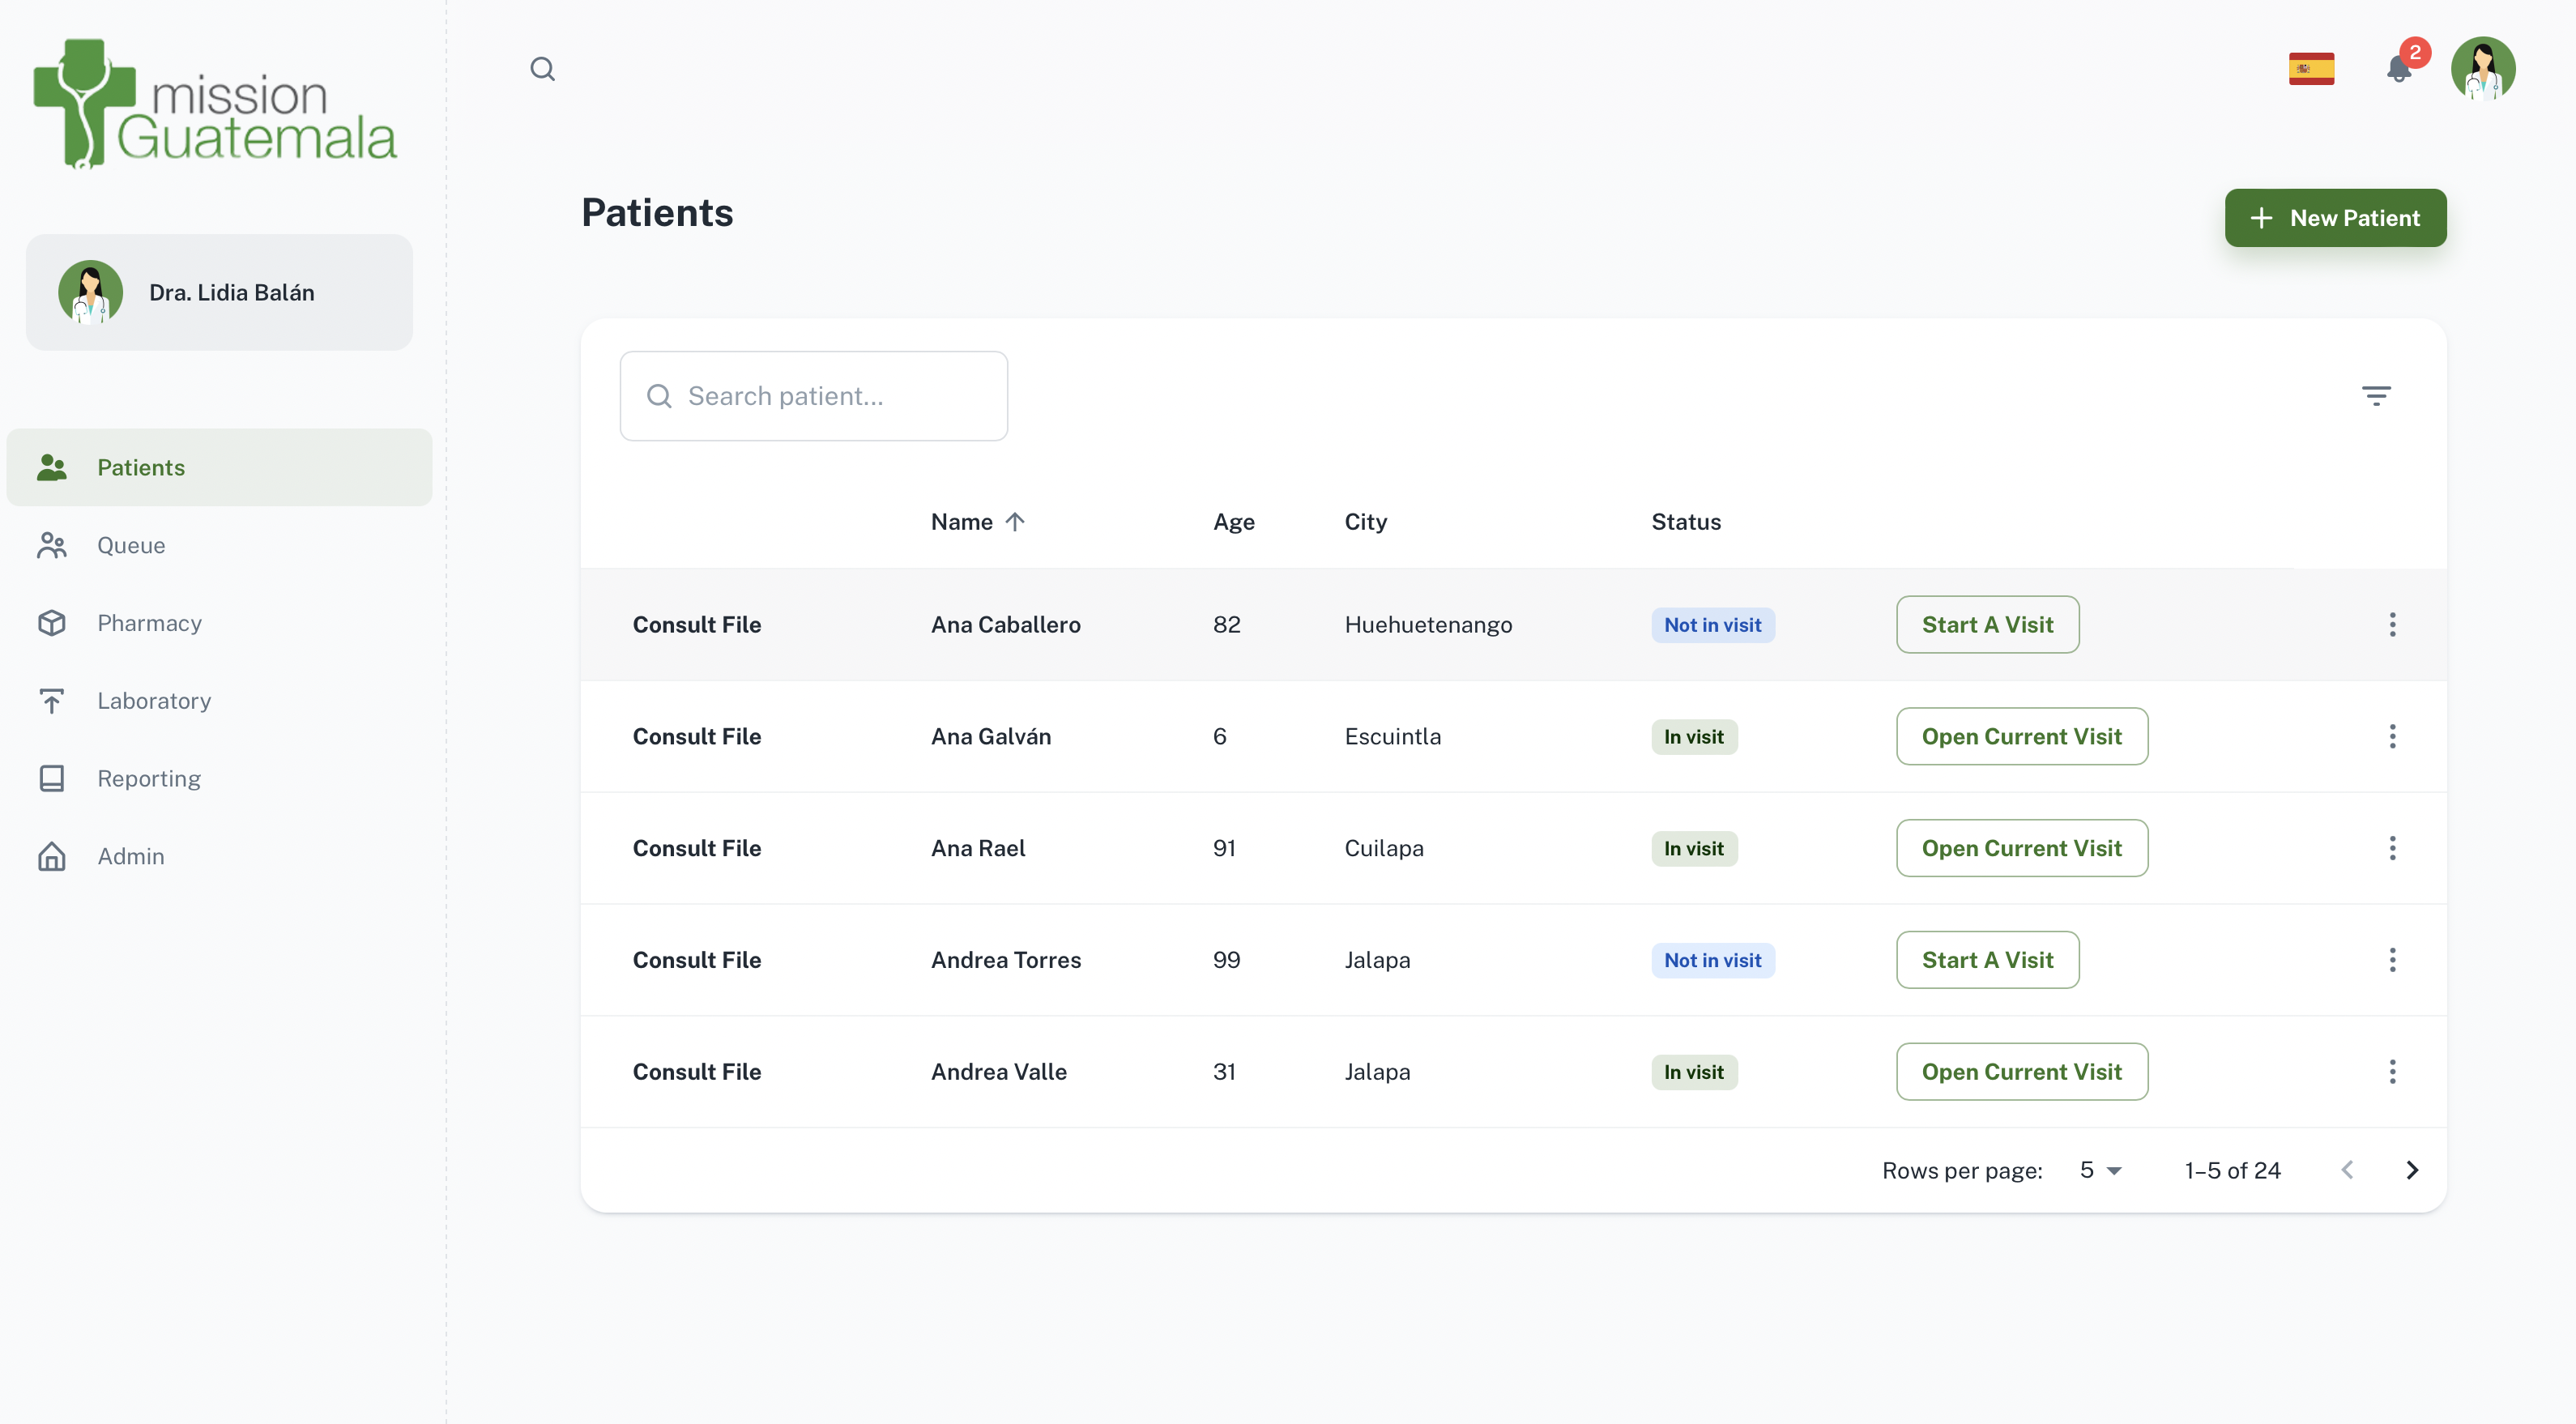 mission
Guatemala
2
Dra. Lidia Balán
Patients
Queue
Pharmacy
Laboratory
Reporting
Admin
Patients
New Patient
Search patient...
Name Age City Status
Consult File Ana Caballero 82 Huehuetenango Not in visit Start A Visit
Consult File Ana Galván 6 Escuintla In visit Open Current Visit
Consult File Ana Rael 91 Cuilapa In visit Open Current Visit
Consult File Andrea Torres 99 Jalapa Not in visit Start A Visit
Consult File Andrea Valle 31 Jalapa In visit Open Current Visit
Rows per page: 5 1–5 of 24